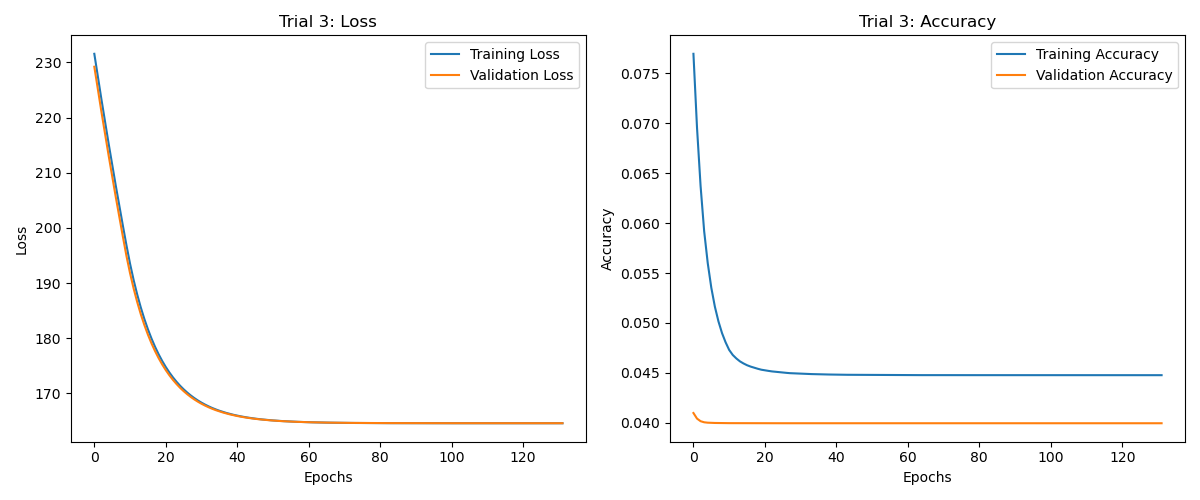 Trial 3: Loss
Training Loss
Validation Loss
230
220
210
200
190
180
170
Loss
0 20 40 60 80 100 120
Epochs
Trial 3: Accuracy
Training Accuracy
Validation Accuracy
0.075
0.070
0.065
0.060
0.055
0.050
0.045
0.040
Accuracy
0 20 40 60 80 100 120
Epochs